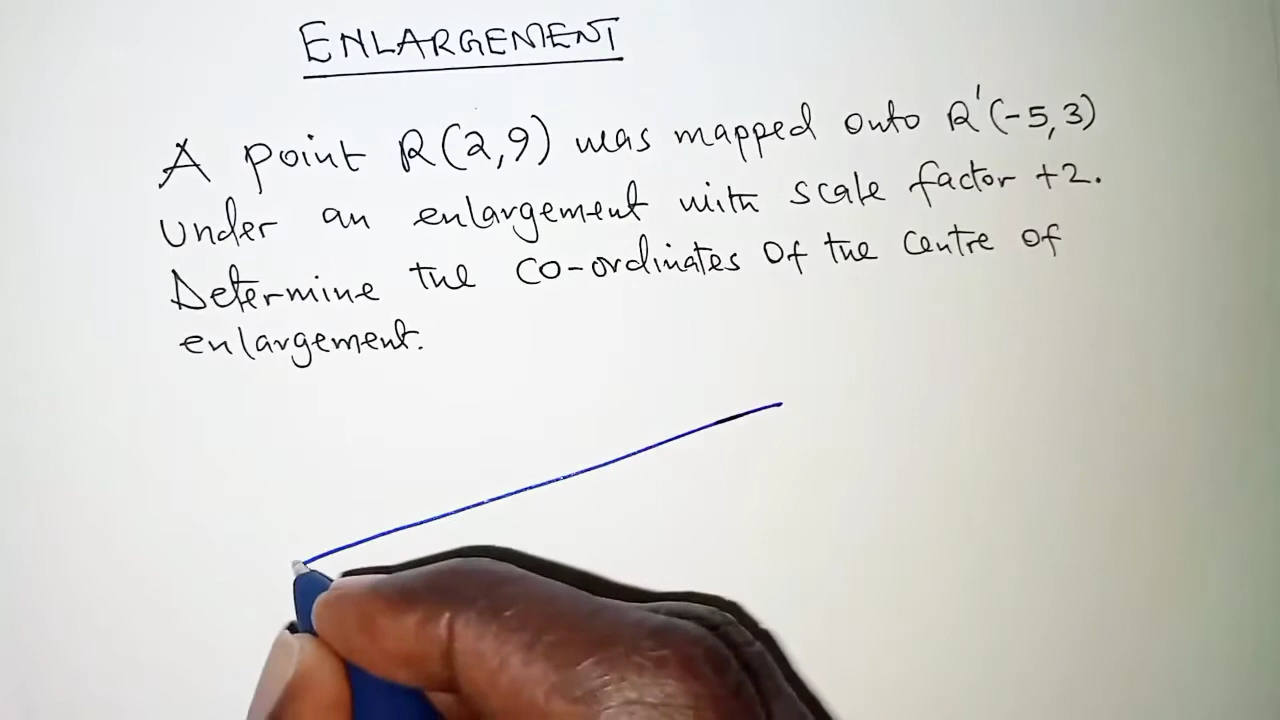 ENLARGEMENT
A point R(2,9) was mapped onto R'(-5,3)
under an enlargement with scale factor +2.
Determine the co-ordinates of the centre of
enlargement.